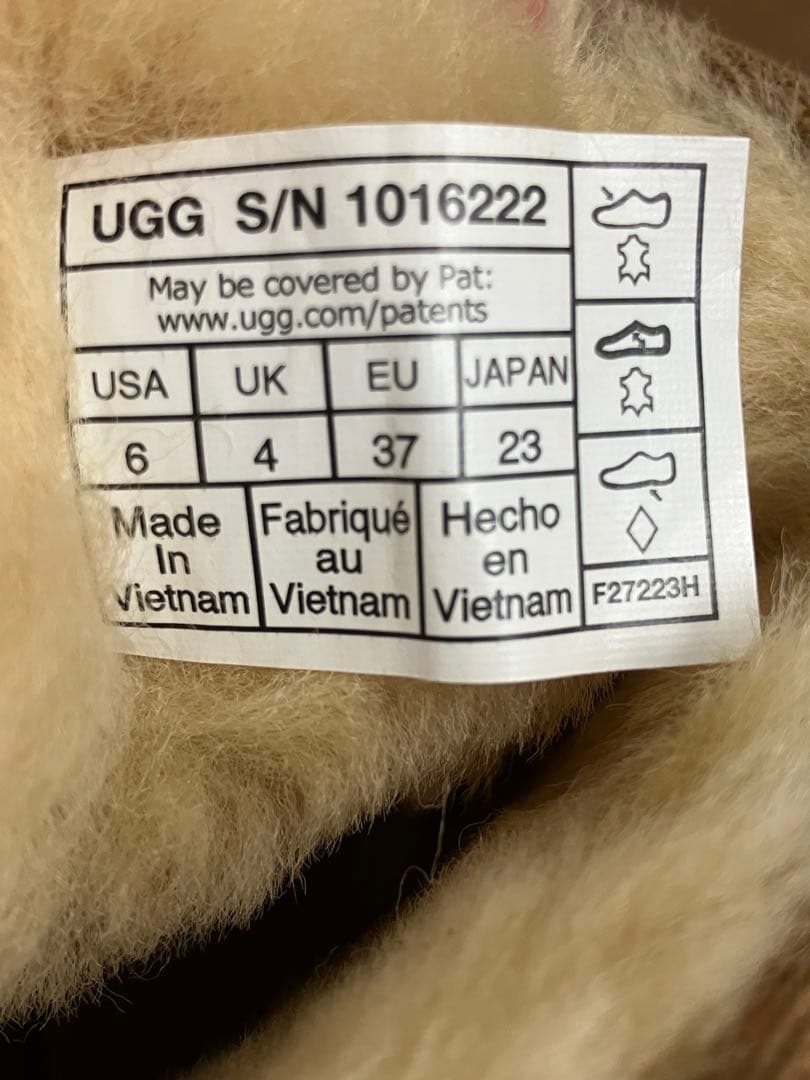 UGG S/N 1016222
May be covered by Pat:
www.ugg.com/patents
USA UK EU JAPAN
6 4 37 23
Made
In
Vietnam
Fabriqué
au
Vietnam
Hecho
en
Vietnam
F27223H